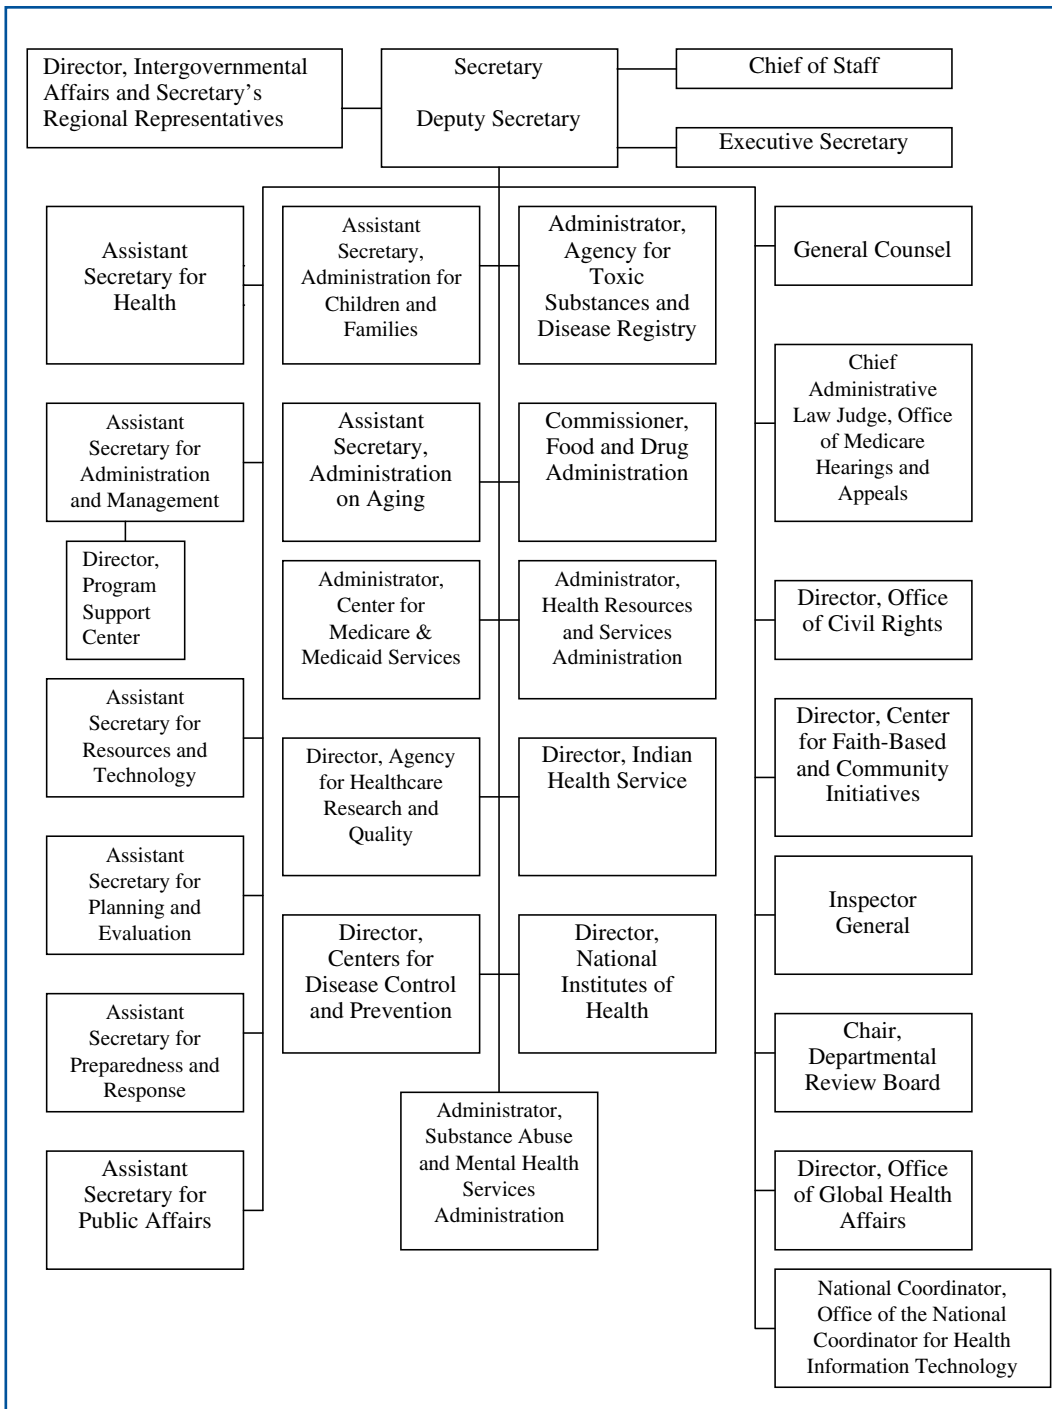 Director, Intergovernmental
Affairs and Secretary’s
Regional Representatives
Secretary
Deputy Secretary
Chief of Staff
Executive Secretary
Assistant
Secretary for
Health
Assistant
Secretary,
Administration for
Children and
Families
Administrator,
Agency for
Toxic
Substances and
Disease Registry
General Counsel
Assistant
Secretary for
Administration
and Management
Director,
Program
Support
Center
Assistant
Secretary,
Administration
on Aging
Commissioner,
Food and Drug
Administration
Chief
Administrative
Law Judge, Office
of Medicare
Hearings and
Appeals
Administrator,
Center for
Medicare &
Medicaid Services
Administrator,
Health Resources
and Services
Administration
Director, Office
of Civil Rights
Assistant
Secretary for
Resources and
Technology
Director, Agency
for Healthcare
Research and
Quality
Director, Indian
Health Service
Director, Center
for Faith-Based
and Community
Initiatives
Assistant
Secretary for
Planning and
Evaluation
Director,
Centers for
Disease Control
and Prevention
Director,
National
Institutes of
Health
Inspector
General
Assistant
Secretary for
Preparedness and
Response
Chair,
Departmental
Review Board
Administrator,
Substance Abuse
and Mental Health
Services
Administration
Assistant
Secretary for
Public Affairs
Director, Office
of Global Health
Affairs
National Coordinator,
Office of the National
Coordinator for Health
Information Technology